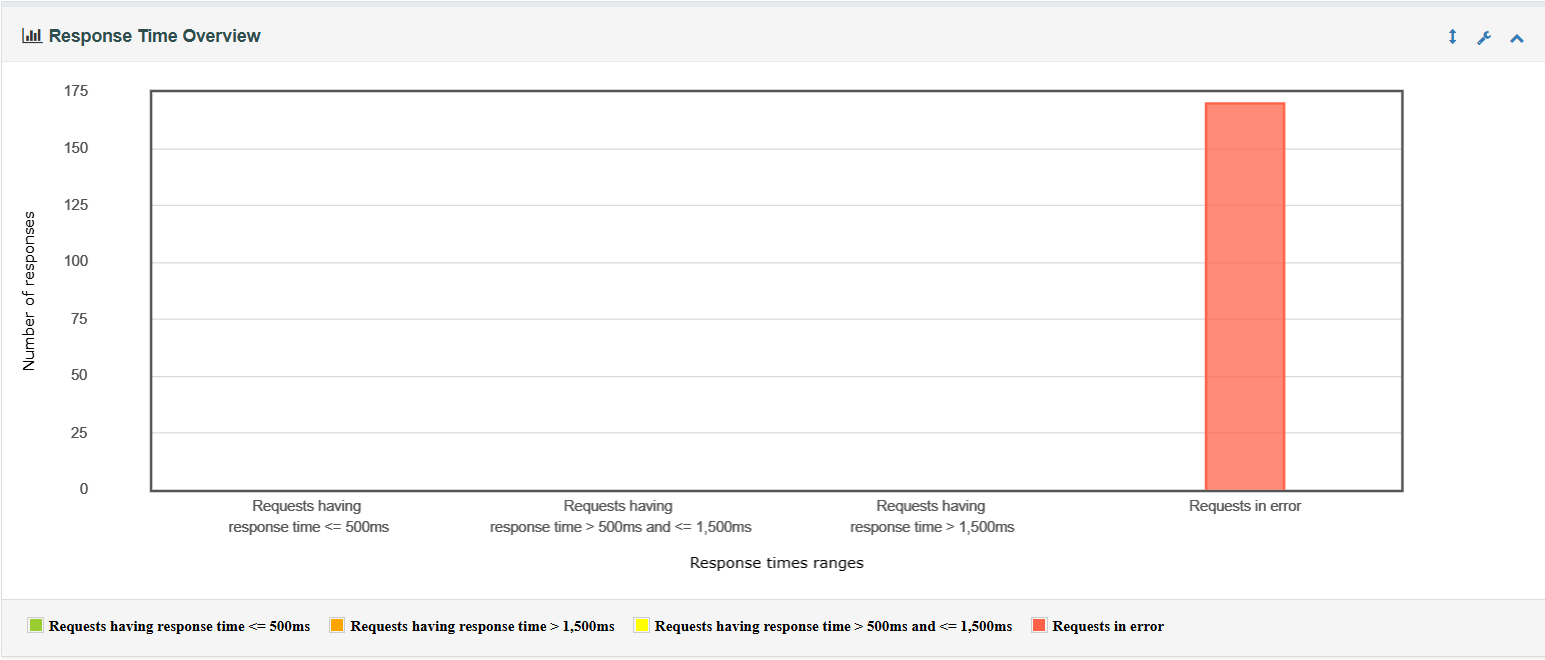 Response Time Overview
175
150
125
100
75
50
25
0
Number of responses
Requests having
response time <= 500ms
Requests having
response time > 500ms and <= 1,500ms
Requests having
response time > 1,500ms
Requests in error
Response times ranges
Requests having response time <= 500ms
Requests having response time > 1,500ms
Requests having response time > 500ms and <= 1,500ms
Requests in error